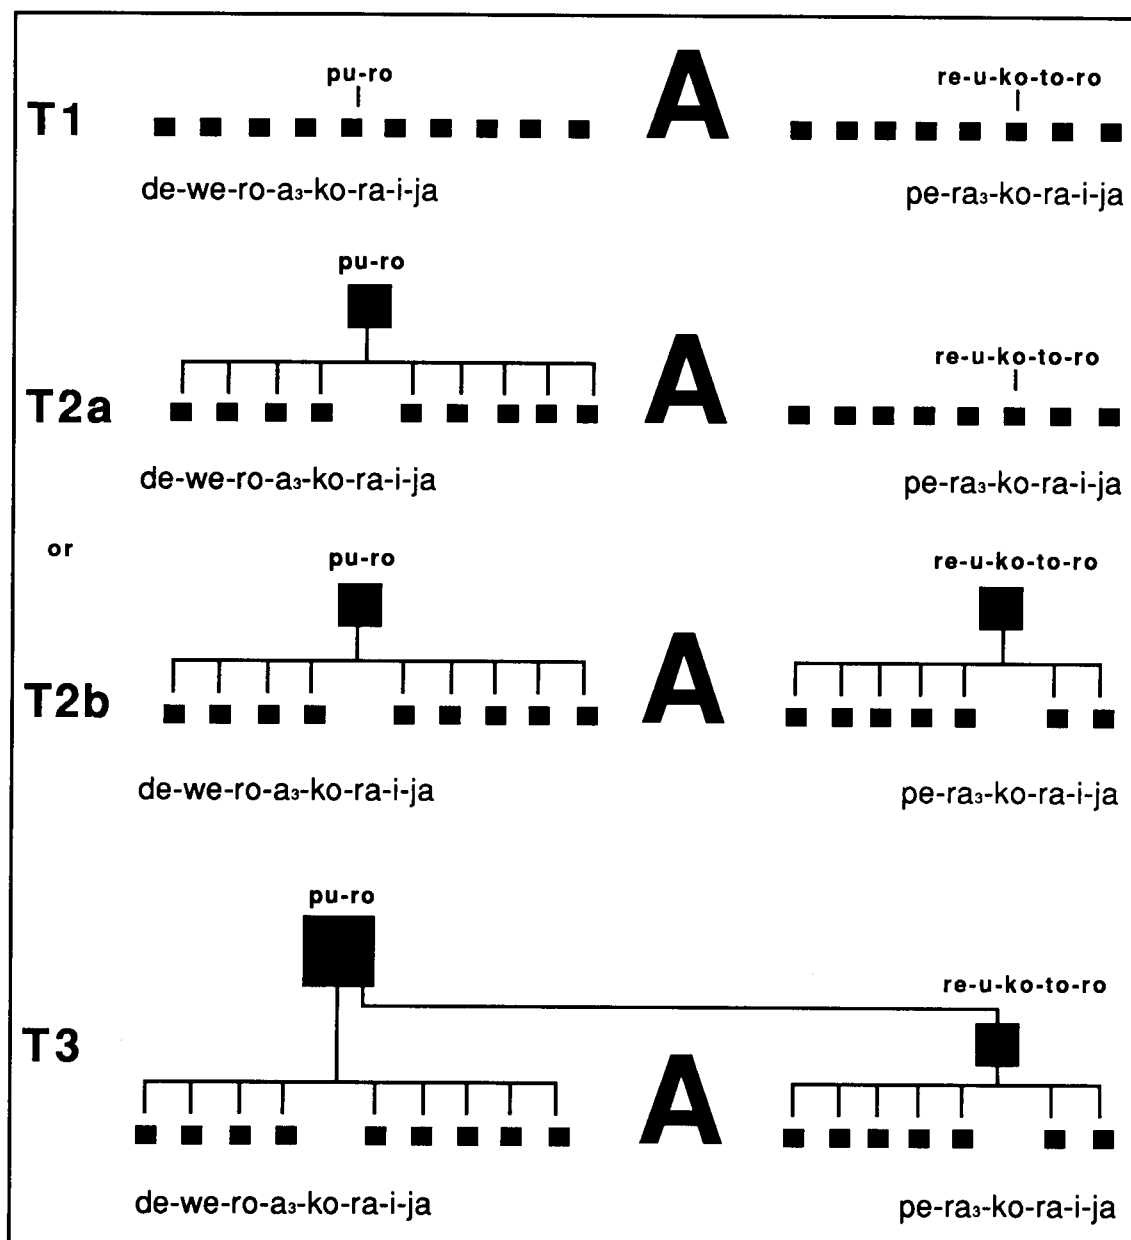 pu-ro A re-u-ko-to-ro
T1
de-we-ro-a₃-ko-ra-i-ja pe-ra₃-ko-ra-i-ja
pu-ro
A re-u-ko-to-ro
T2a
de-we-ro-a₃-ko-ra-i-ja pe-ra₃-ko-ra-i-ja
or
pu-ro re-u-ko-to-ro
T2b A
de-we-ro-a₃-ko-ra-i-ja pe-ra₃-ko-ra-i-ja
pu-ro
re-u-ko-to-ro
T3 A
de-we-ro-a₃-ko-ra-i-ja pe-ra₃-ko-ra-i-ja